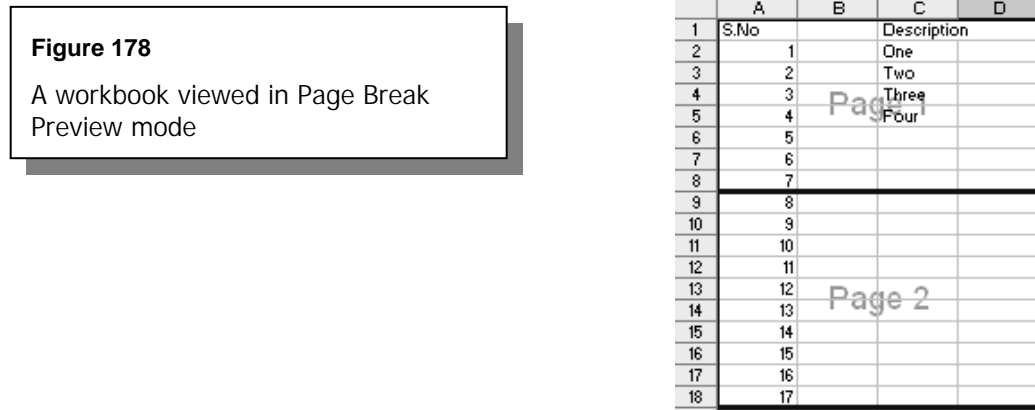 Figure 178
A workbook viewed in Page Break
Preview mode
A B C D
1 S.No Description
2 1 One
3 2 Two
4 3 Three
Page 1
5 4 Four
6 5
7 6
8 7
9 8
10 9
11 10
12 11
13 12
Page 2
14 13
15 14
16 15
17 16
18 17